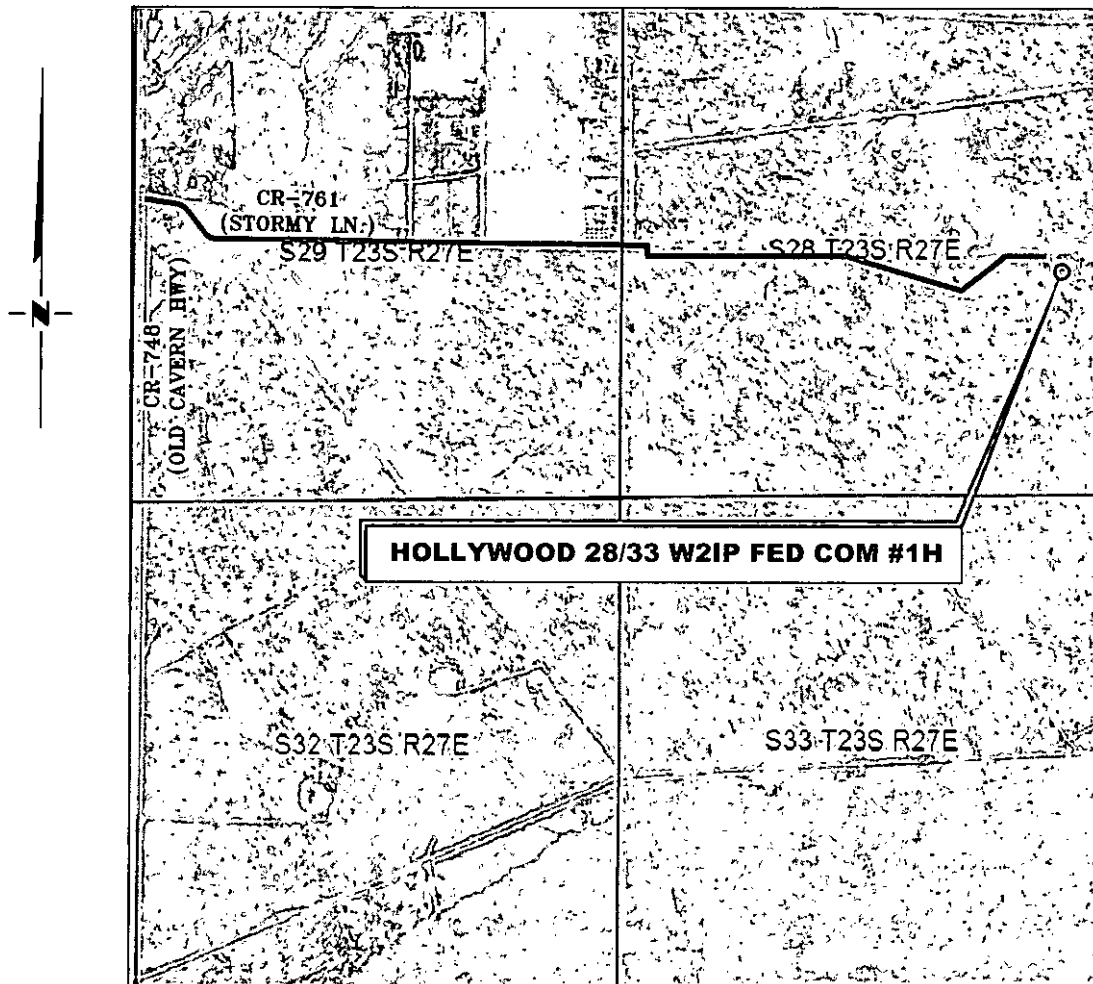 CR-761
(STORMY LN.)
S29 T23S R27E
S28 T23S R27E
CR-748
(OLD CAVERN HWY)
N
HOLLYWOOD 28/33 W2IP FED COM #1H
S32 T23S R27E
S33 T23S R27E